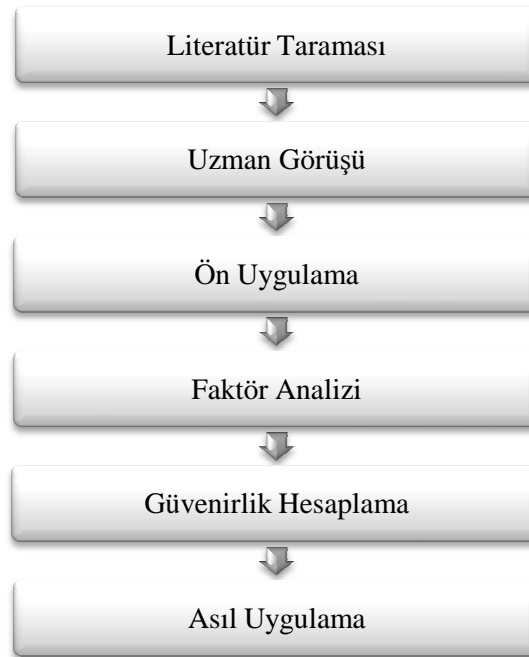 Literatür Taraması
Uzman Görüşü
Ön Uygulama
Faktör Analizi
Güvenirlik Hesaplama
Asıl Uygulama